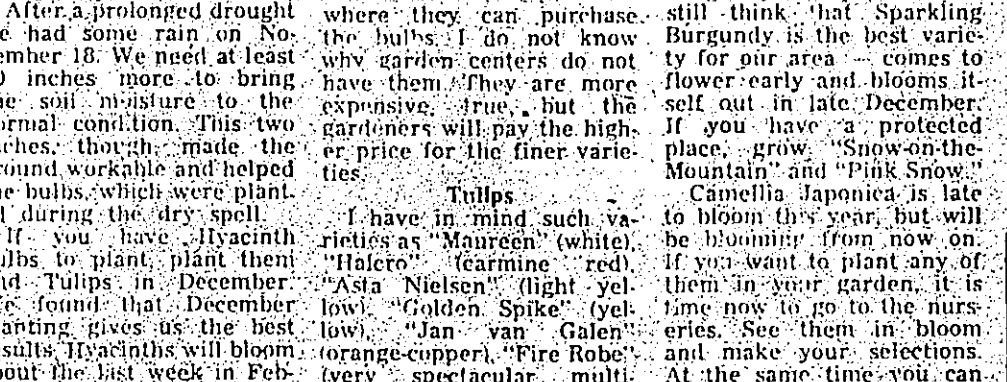 After a prolonged drought
e had some rain on No-
ember 18. We need at least
0 inches more to bring
he soil moisture to the
ormal condition. This two
ches, though, made the
round workable and helped
he bulbs, which were plant-
d during the dry spell.
If you have Hyacinth
ulbs to plant, plant them
nd Tulips in December.
e found that December
lanting gives us the best
sults. Hyacinths will bloom
bout the last week in Feb-
where they can purchase
the bulbs. I do not know
why garden centers do not
have them. They are more
expensive, true, but the
gardeners will pay the high-
er price for the finer varie-
ties.
Tulips
I have in mind such va-
rieties as "Maureen" (white),
"Halcro" (carmine red),
"Asta Nielsen" (light yel-
low), "Golden Spike" (yel-
low), "Jan van Galen"
(orange-copper), "Fire Robe"
(very spectacular multi-
still think that Sparkling
Burgundy is the best varie-
ty for our area — comes to
flower early and blooms it-
self out in late December.
If you have a protected
place, grow "Snow-on-the-
Mountain" and "Pink Snow."
Camellia Japonica is late
to bloom this year, but will
be blooming from now on.
If you want to plant any of
them in your garden, it is
time now to go to the nurs-
eries. See them in bloom
and make your selections.
At the same time you can